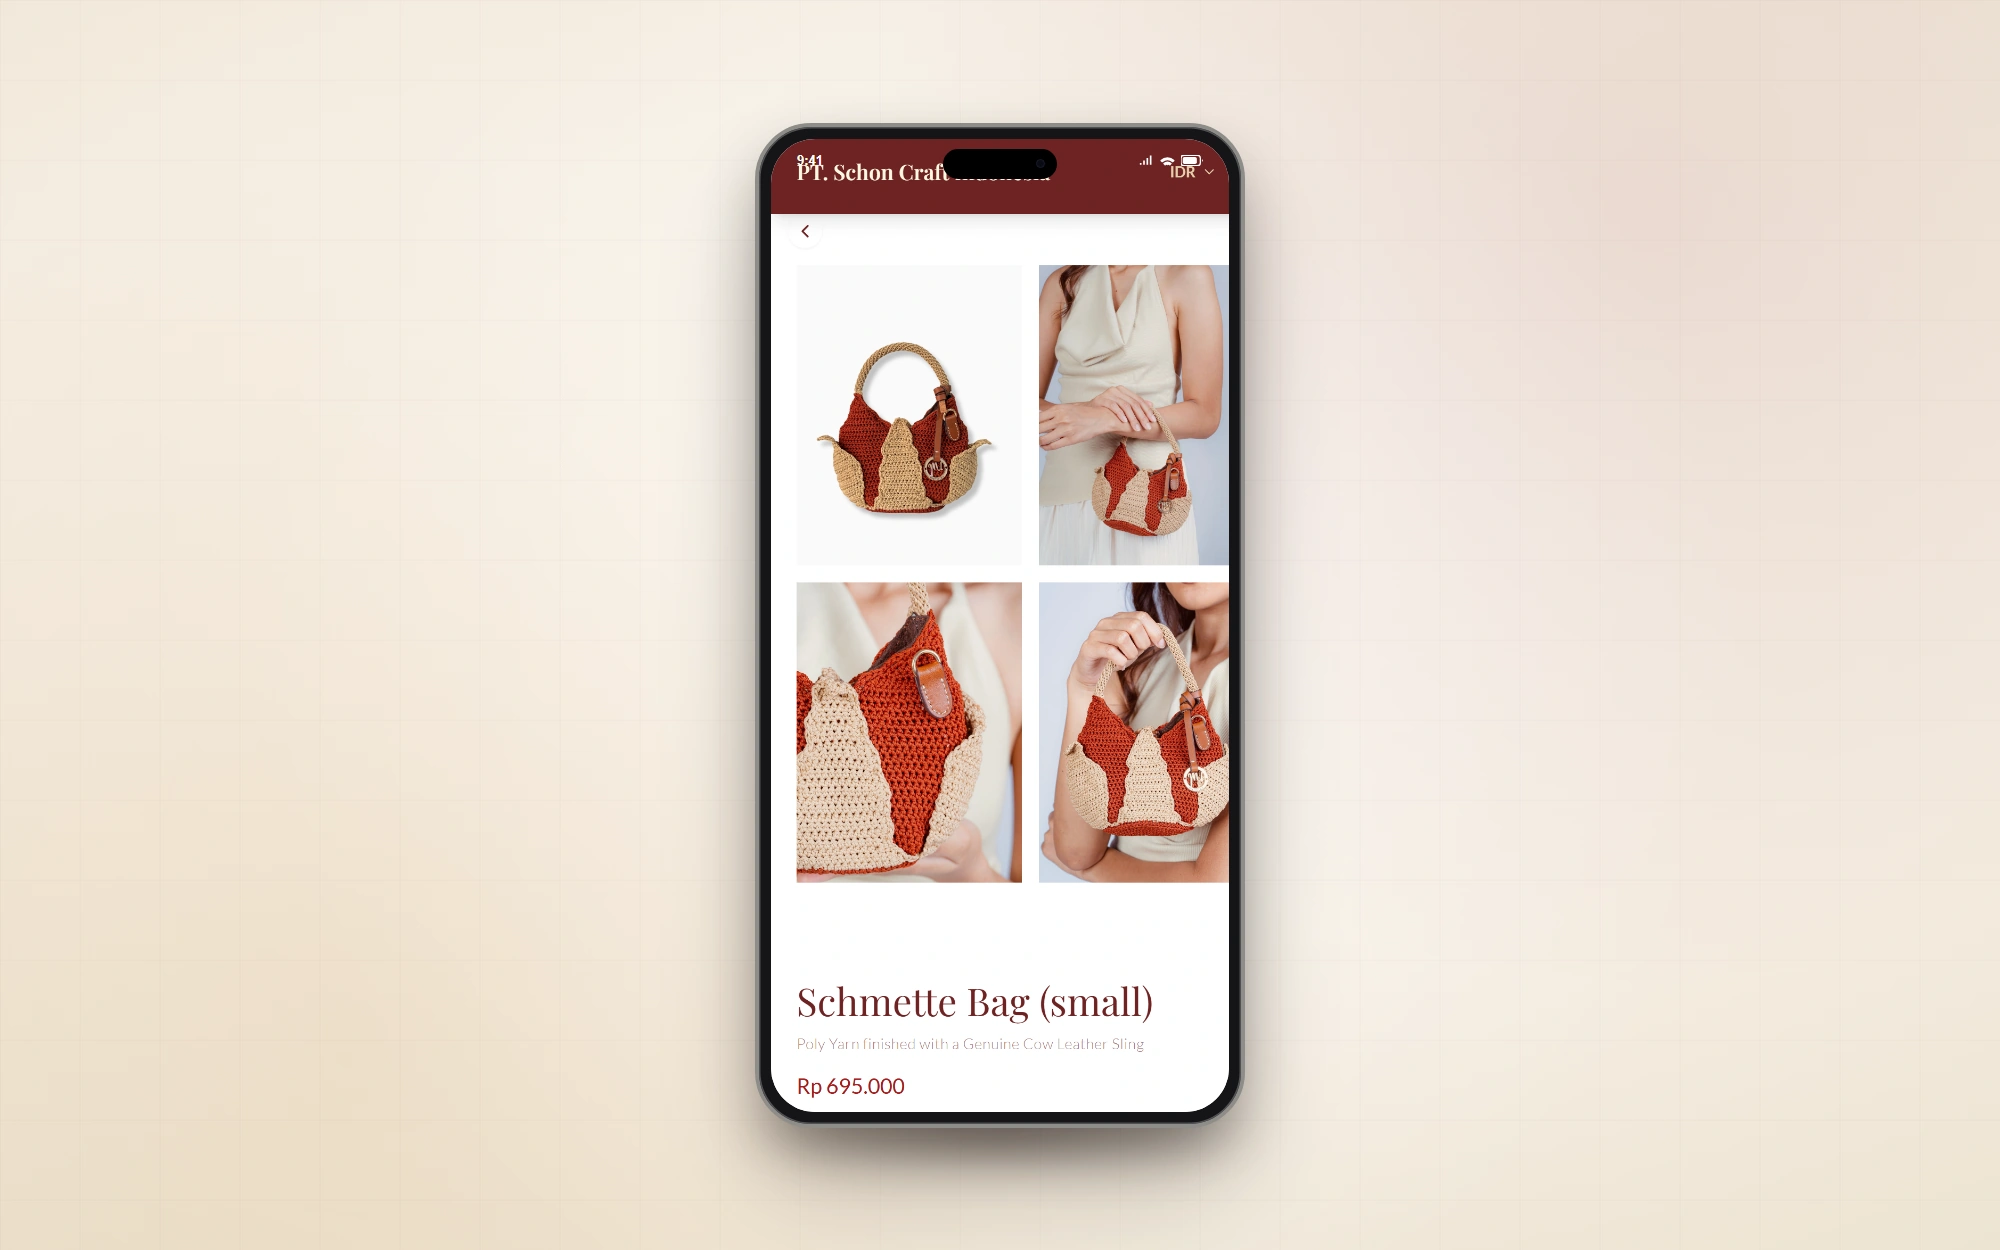 9:41
PT. Schon Craft
IDR
Schmette Bag (small)
Poly Yarn finished with a Genuine Cow Leather Sling
Rp 695.000